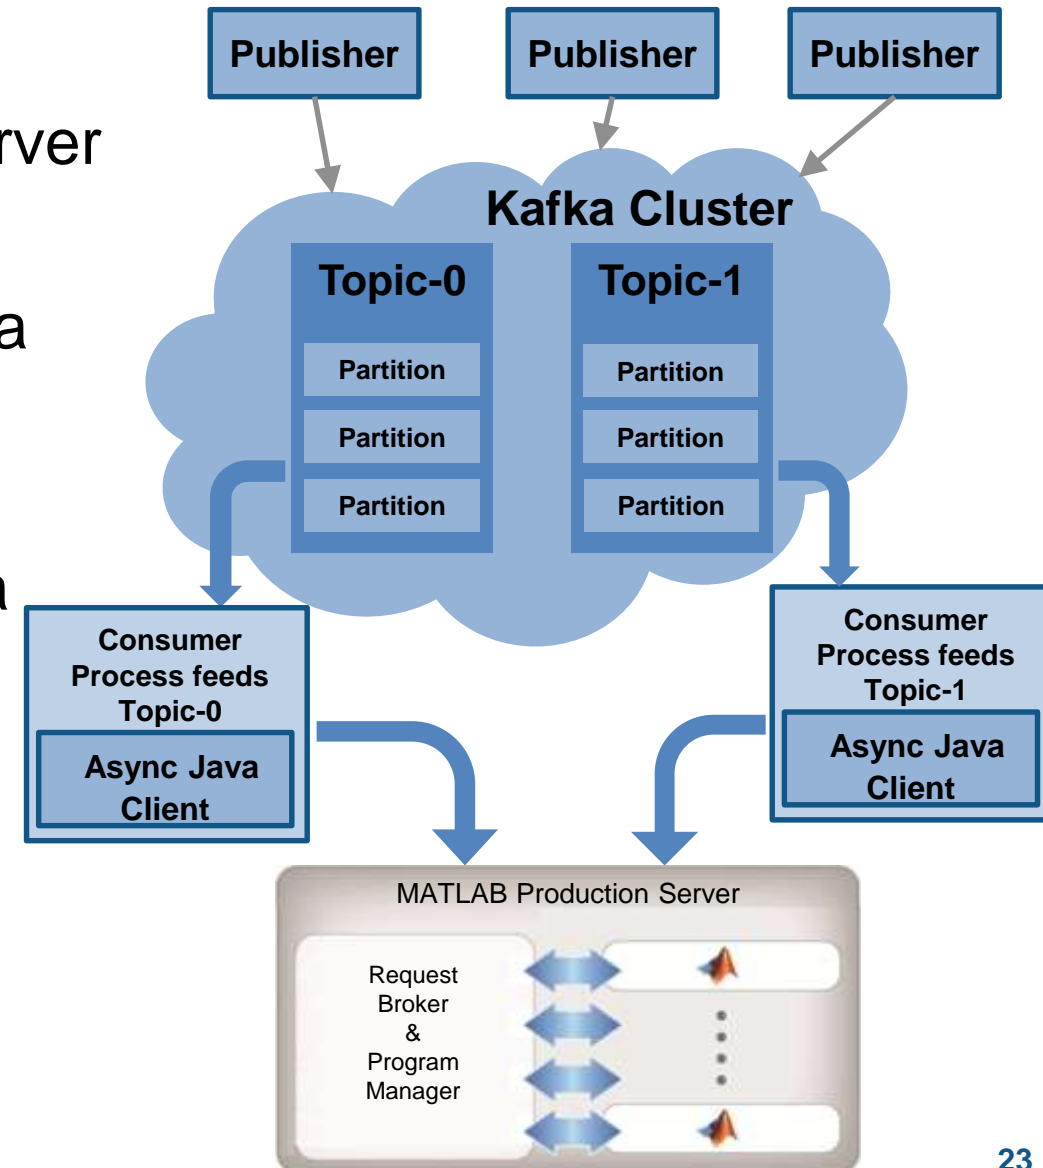 Publisher
Publisher
Publisher
rver
a
a
Kafka Cluster
Topic-0
Partition
Partition
Partition
Topic-1
Partition
Partition
Partition
Consumer
Process feeds
Topic-0
Async Java
Client
Consumer
Process feeds
Topic-1
Async Java
Client
MATLAB Production Server
Request
Broker
&
Program
Manager
23